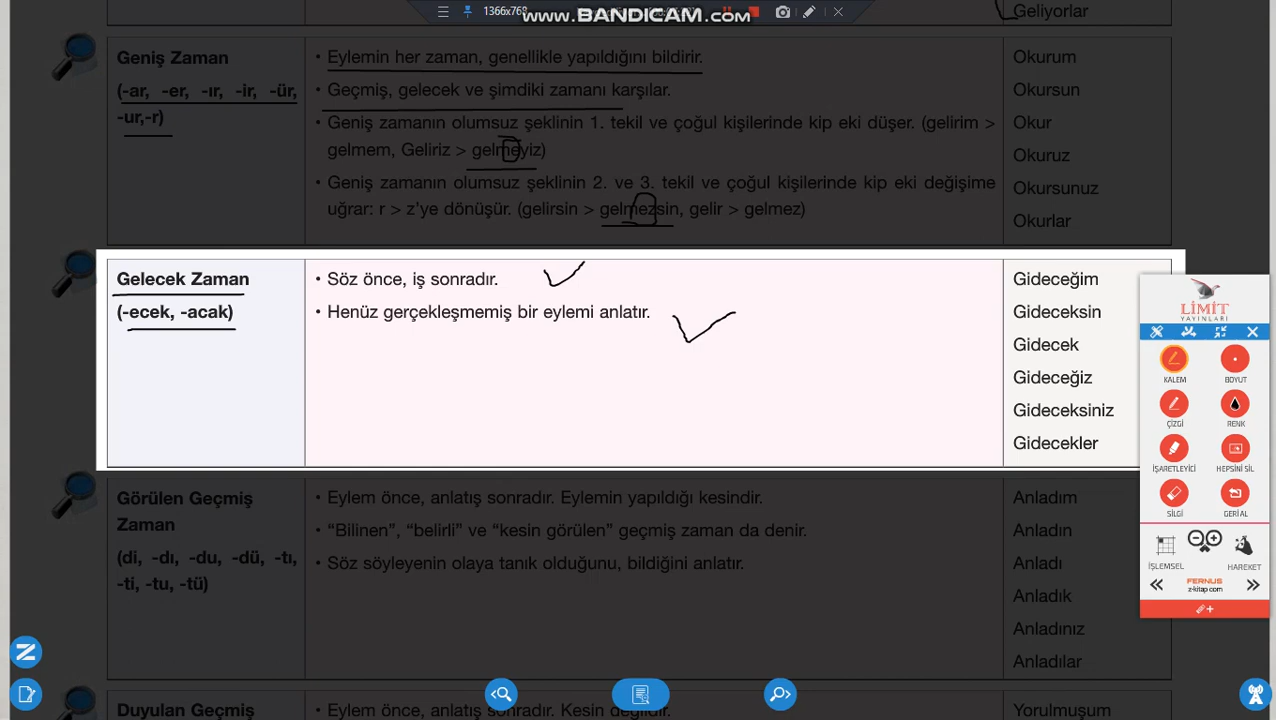 1366x768
www.BANDICAM.com
Geliyorlar
Geniş Zaman
(-ar, -er, -ır, -ir, -ür,
-ur,-r)
• Eylemin her zaman, genellikle yapıldığını bildirir.
• Geçmiş, gelecek ve şimdiki zamanı karşılar.
• Geniş zamanın olumsuz şeklinin 1. tekil ve çoğul kişilerinde kip eki düşer. (gelirim >
gelmem, Geliriz > gelmeyiz)
• Geniş zamanın olumsuz şeklinin 2. ve 3. tekil ve çoğul kişilerinde kip eki değişime
uğrar: r > z'ye dönüşür. (gelirsin > gelmezsin, gelir > gelmez)
Okurum
Okursun
Okur
Okuruz
Okursunuz
Okurlar
Gelecek Zaman
(-ecek, -acak)
• Söz önce, iş sonradır.
• Henüz gerçekleşmemiş bir eylemi anlatır.
Gideceğim
Gideceksin
Gidecek
Gideceğiz
Gideceksiniz
Gidecekler
Görülen Geçmiş
Zaman
(di, -dı, -du, -dü, -tı,
-ti, -tu, -tü)
• Eylem önce, anlatış sonradır. Eylemin yapıldığı kesindir.
• “Bilinen”, “belirli” ve “kesin görülen” geçmiş zaman da denir.
• Söz söyleyenin olaya tanık olduğunu, bildiğini anlatır.
Anladım
Anladın
Anladı
Anladık
Anladınız
Anladılar
Duyulan Geçmiş
• Eylem önce, anlatış sonradır. Kesin değildir.
Yorulmuşum
LİMİT
YAYINLARI
KALEM
BOYUT
ÇİZGİ
RENK
İŞARETLEYİCİ
HEPSİNİ SİL
SİLGİ
GERİ AL
İŞLEMSEL
HAREKET
FERNUS
z-kitap.com